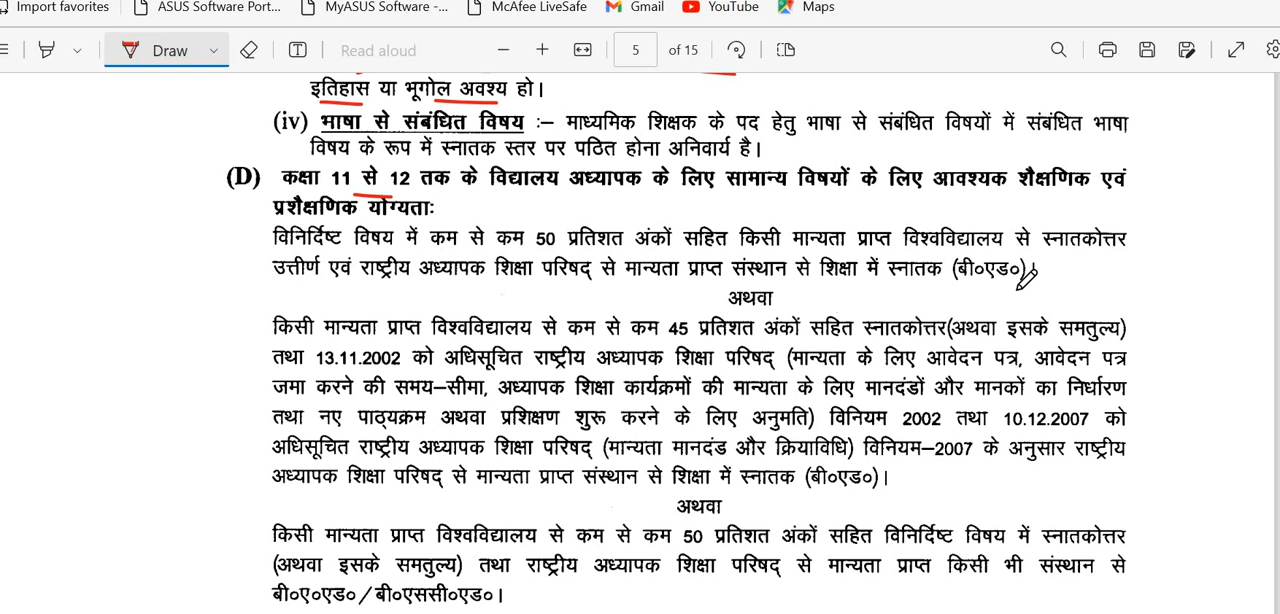 Import favorites ASUS Software Port... MyASUS Software -... McAfee LiveSafe Gmail YouTube Maps
Draw Read aloud 5 of 15
इतिहास या भूगोल अवश्य हो।
(iv) भाषा से संबंधित विषय :– माध्यमिक शिक्षक के पद हेतु भाषा से संबंधित विषयों में संबंधित भाषा
विषय के रूप में स्नातक स्तर पर पठित होना अनिवार्य है।
(D) कक्षा 11 से 12 तक के विद्यालय अध्यापक के लिए सामान्य विषयों के लिए आवश्यक शैक्षणिक एवं
प्रशैक्षणिक योग्यताः
विनिर्दिष्ट विषय में कम से कम 50 प्रतिशत अंकों सहित किसी मान्यता प्राप्त विश्वविद्यालय से स्नातकोत्तर
उत्तीर्ण एवं राष्ट्रीय अध्यापक शिक्षा परिषद् से मान्यता प्राप्त संस्थान से शिक्षा में स्नातक (बी०एड०)
अथवा
किसी मान्यता प्राप्त विश्वविद्यालय से कम से कम 45 प्रतिशत अंकों सहित स्नातकोत्तर(अथवा इसके समतुल्य)
तथा 13.11.2002 को अधिसूचित राष्ट्रीय अध्यापक शिक्षा परिषद् (मान्यता के लिए आवेदन पत्र, आवेदन पत्र
जमा करने की समय–सीमा, अध्यापक शिक्षा कार्यक्रमों की मान्यता के लिए मानदंडों और मानकों का निर्धारण
तथा नए पाठ्यक्रम अथवा प्रशिक्षण शुरू करने के लिए अनुमति) विनियम 2002 तथा 10.12.2007 को
अधिसूचित राष्ट्रीय अध्यापक शिक्षा परिषद् (मान्यता मानदंड और क्रियाविधि) विनियम–2007 के अनुसार राष्ट्रीय
अध्यापक शिक्षा परिषद् से मान्यता प्राप्त संस्थान से शिक्षा में स्नातक (बी०एड०)।
अथवा
किसी मान्यता प्राप्त विश्वविद्यालय से कम से कम 50 प्रतिशत अंकों सहित विनिर्दिष्ट विषय में स्नातकोत्तर
(अथवा इसके समतुल्य) तथा राष्ट्रीय अध्यापक शिक्षा परिषद् से मान्यता प्राप्त किसी भी संस्थान से
बी०ए०एड०/बी०एससी०एड०।